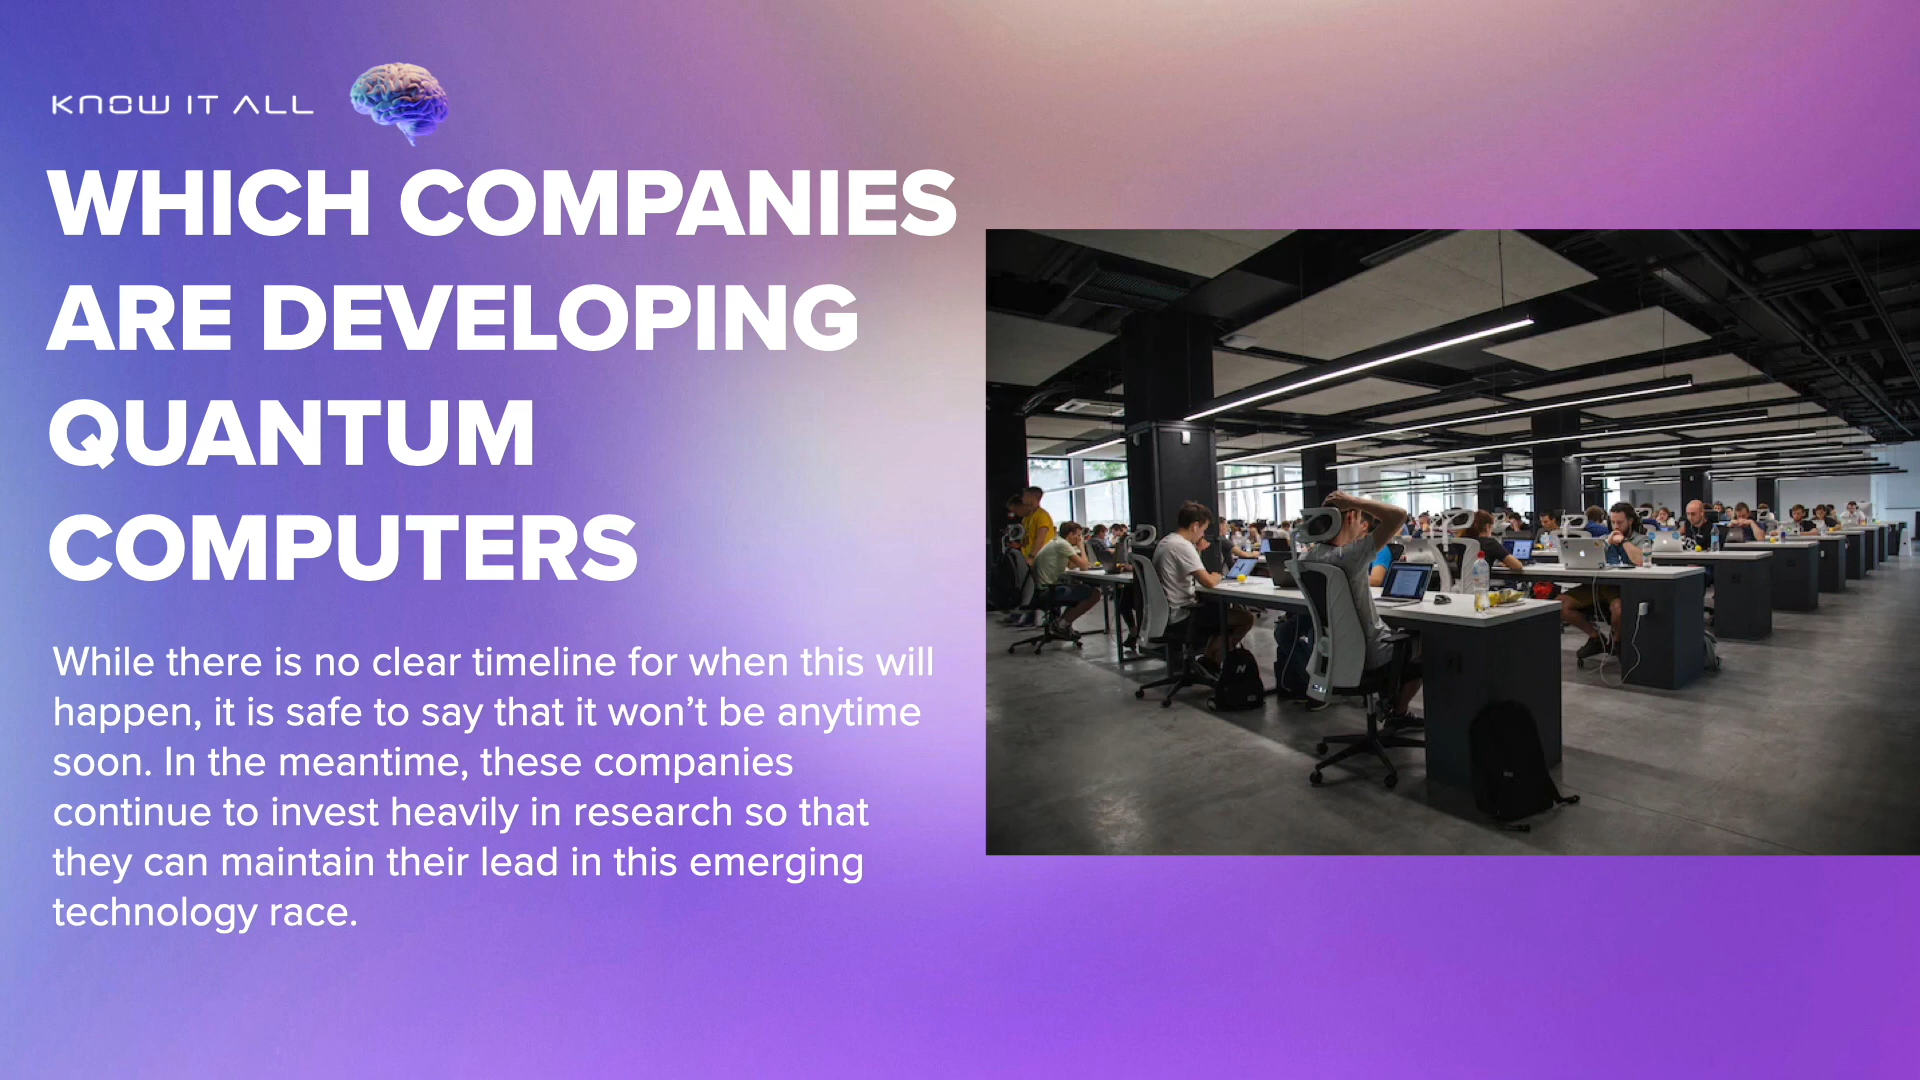 KNOW IT ALL
WHICH COMPANIES
ARE DEVELOPING
QUANTUM
COMPUTERS
While there is no clear timeline for when this will
happen, it is safe to say that it won’t be anytime
soon. In the meantime, these companies
continue to invest heavily in research so that
they can maintain their lead in this emerging
technology race.